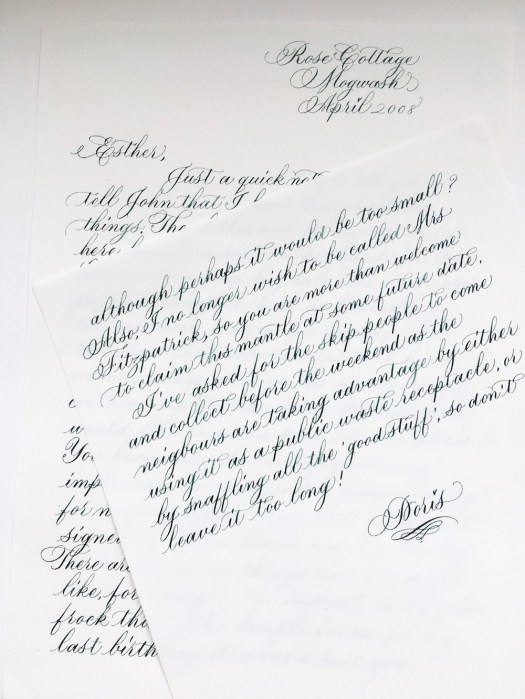 Rose Cottage
Hogwash
April 2008
Esther,
Just a quick
tell John that I
things. The
here
although perhaps it would be too small?
Also, I no longer wish to be called Mrs
Fitzpatrick, so you are more than welcome
to claim this mantle at some future date.
I've asked for the skip people to come
and collect before the weekend as the
neigbours are taking advantage by either
using it as a public waste receptacle, or
by snaffling all the 'good stuff', so don't
leave it too long!
Doris
You
imp
for n
signe
There are
like, for
frock tha
last birth